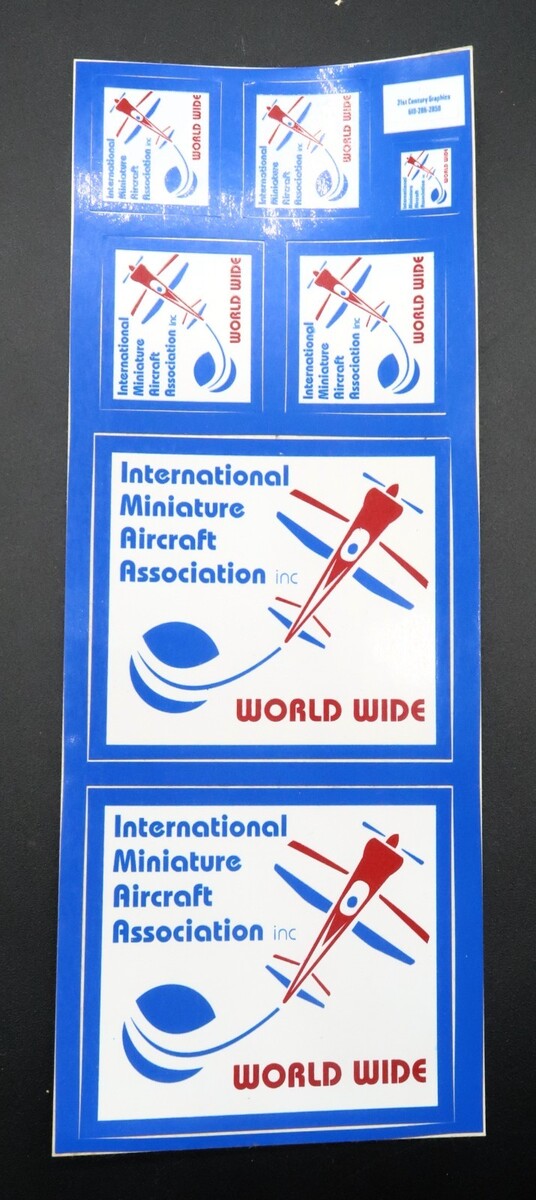 International
Miniature
Aircraft
Association inc
WORLD WIDE
International
Miniature
Aircraft
Association inc
WORLD WIDE
21st Century Graphics
International
Miniature
Aircraft
Association inc
WORLD WIDE
International
Miniature
Aircraft
Association inc
WORLD WIDE
International
Miniature
Aircraft
Association inc
WORLD WIDE
International
Miniature
Aircraft
Association inc
WORLD WIDE